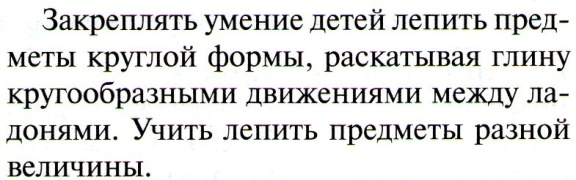 Закреплять умение детей лепить пред-
меты круглой формы, раскатывая глину
кругообразными движениями между ла-
донями. Учить лепить предметы разной
величины.